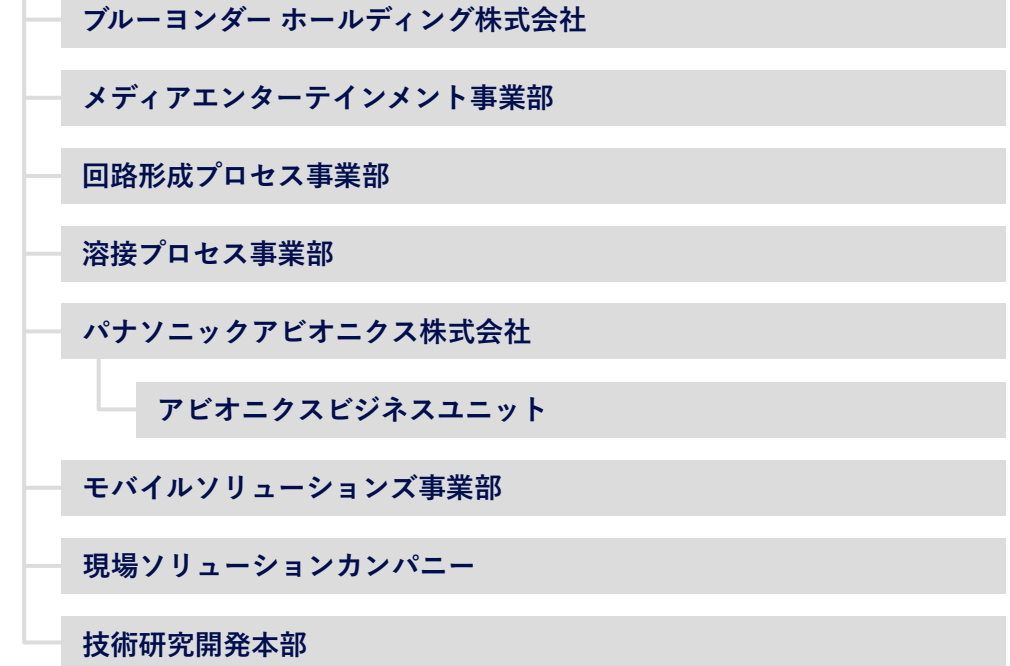 ブルーヨンダー ホールディング株式会社
メディアエンターテインメント事業部
回路形成プロセス事業部
溶接プロセス事業部
パナソニックアビオニクス株式会社
アビオニクスビジネスユニット
モバイルソリューションズ事業部
現場ソリューションカンパニー
技術研究開発本部